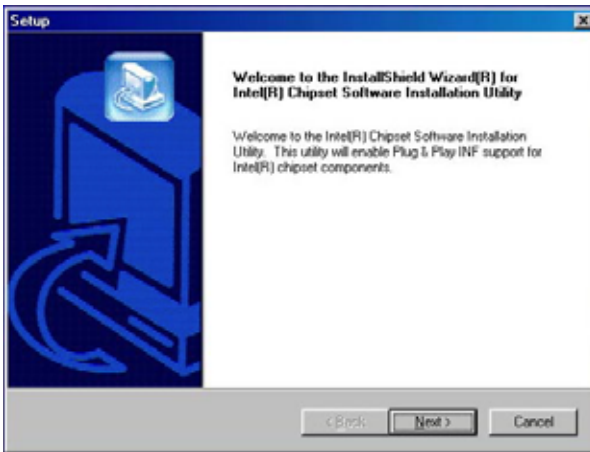 Setup
Welcome to the InstallShield Wizard(R) for
Intel(R) Chipset Software Installation Utility
Welcome to the Intel(R) Chipset Software Installation
Utility. This utility will enable Plug & Play INF support for
Intel(R) chipset components.
< Back
Next >
Cancel